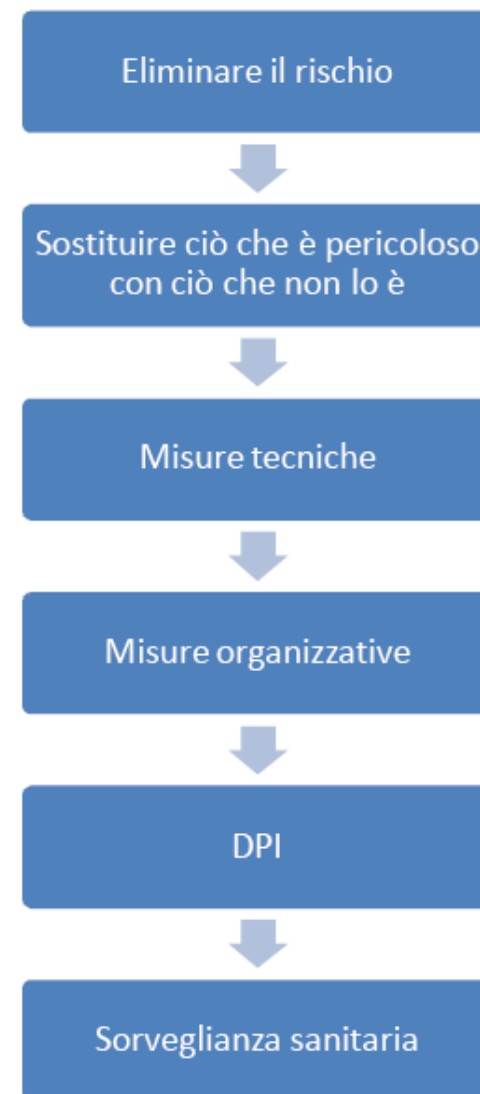 Eliminare il rischio
Sostituire ciò che è pericoloso
con ciò che non lo è
Misure tecniche
Misure organizzative
DPI
Sorveglianza sanitaria